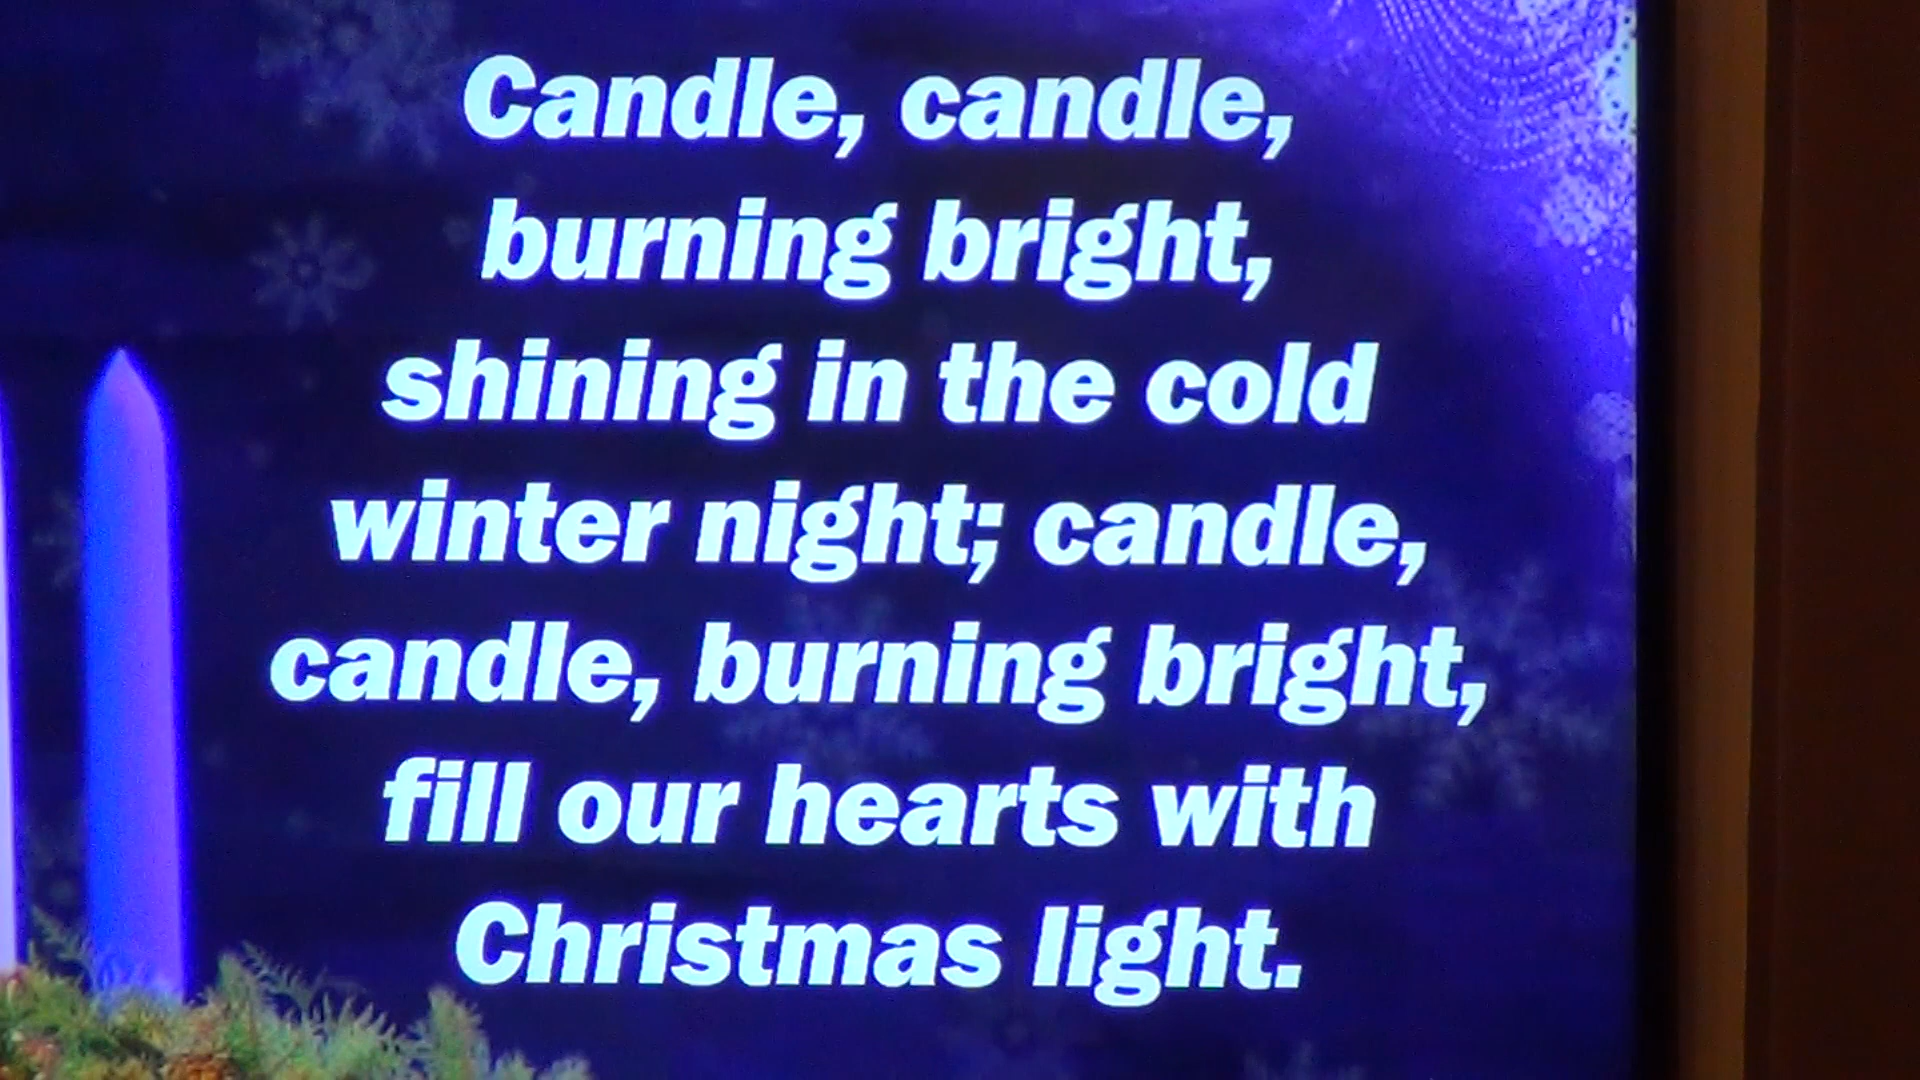 Candle, candle,
burning bright,
shining in the cold
winter night; candle,
candle, burning bright,
fill our hearts with
Christmas light.